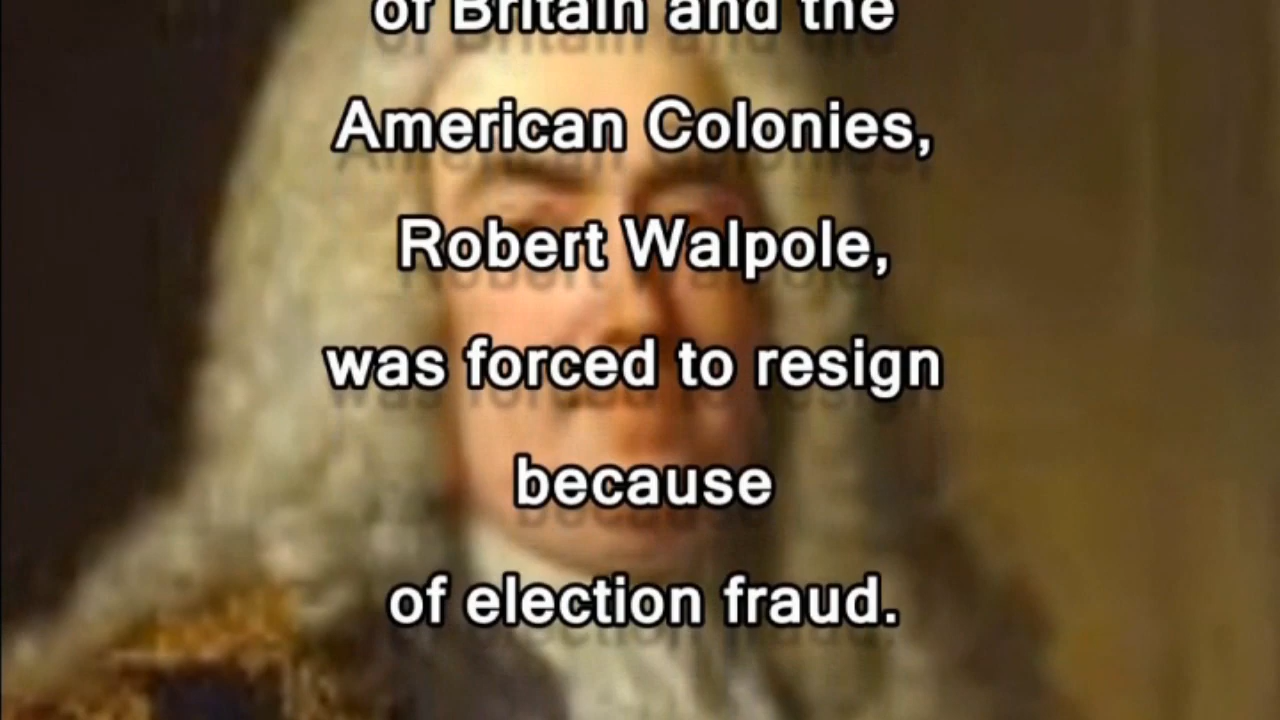 of Britain and the
American Colonies,
Robert Walpole,
was forced to resign
because
of election fraud.